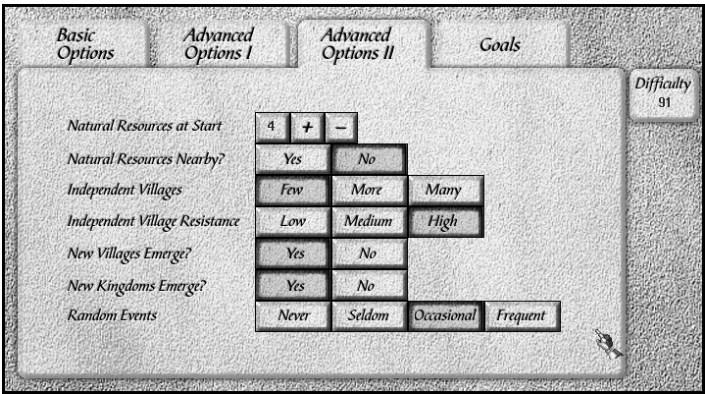 Basic Options
Advanced Options I
Advanced Options II
Goals
Difficulty
91
Natural Resources at Start 4 + −
Natural Resources Nearby? Yes No
Independent Villages Few More Many
Independent Village Resistance Low Medium High
New Villages Emerge? Yes No
New Kingdoms Emerge? Yes No
Random Events Never Seldom Occasional Frequent